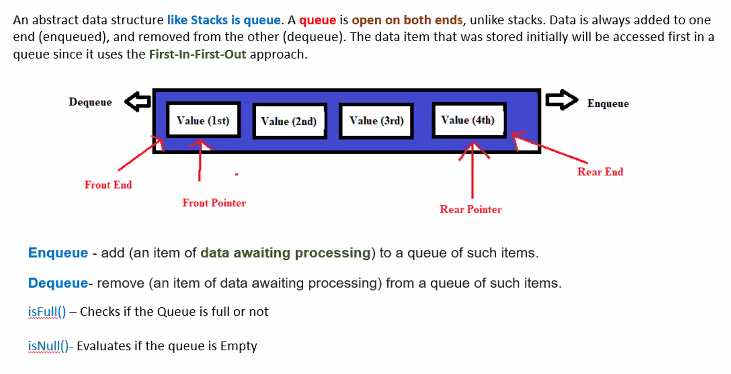 An abstract data structure like Stacks is queue. A queue is open on both ends, unlike stacks. Data is always added to one
end (enqueued), and removed from the other (dequeue). The data item that was stored initially will be accessed first in a
queue since it uses the First-In-First-Out approach.
Dequeue
Enqueue
Value (1st)
Value (2nd)
Value (3rd)
Value (4th)
Front End
Front Pointer
Rear Pointer
Rear End
Enqueue - add (an item of data awaiting processing) to a queue of such items.
Dequeue- remove (an item of data awaiting processing) from a queue of such items.
isFull() – Checks if the Queue is full or not
isNull()- Evaluates if the queue is Empty